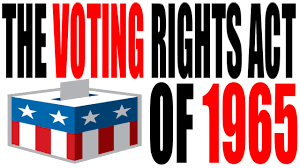 THE VOTING RIGHTS ACT
OF 1965